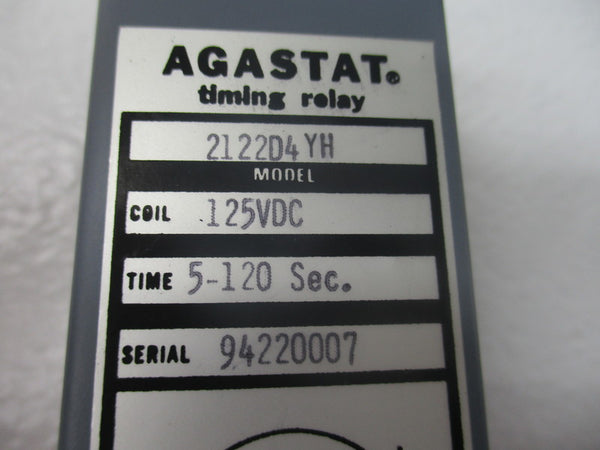 AGASTAT®
timing relay
2122D4YH
MODEL
COIL 125VDC
TIME 5-120 Sec.
SERIAL 94220007